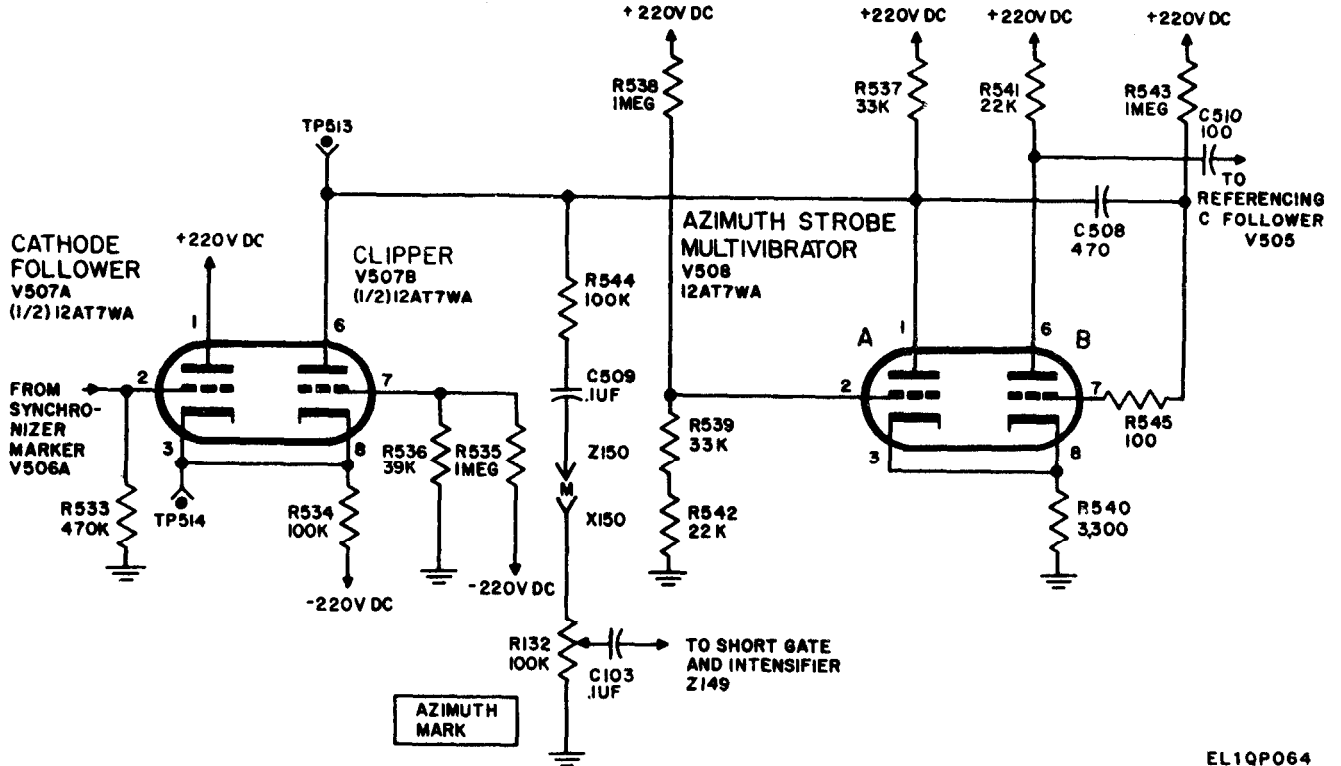 +220V DC
+220V DC
+220V DC
+220V DC
R538
1MEG
R537
33K
R541
22K
R543
1MEG
C510
100
TO
REFERENCING
C FOLLOWER
V505
TP513
C508
470
CATHODE
FOLLOWER
V507A
(1/2)12AT7WA
+220V DC
CLIPPER
V507B
(1/2)12AT7WA
R544
100K
AZIMUTH STROBE
MULTIVIBRATOR
V508
12AT7WA
1
6
A
1
6
B
FROM
SYNCHRO-
NIZER
MARKER
V506A
2
7
C509
.1UF
2
7
R545
100
3
8
R536
39K
R535
1MEG
Z150
M
X150
R539
33K
3
8
R533
470K
TP514
R534
100K
R542
22K
R540
3,300
-220V DC
-220V DC
R132
100K
C103
.1UF
TO SHORT GATE
AND INTENSIFIER
Z149
AZIMUTH
MARK
EL1QP064